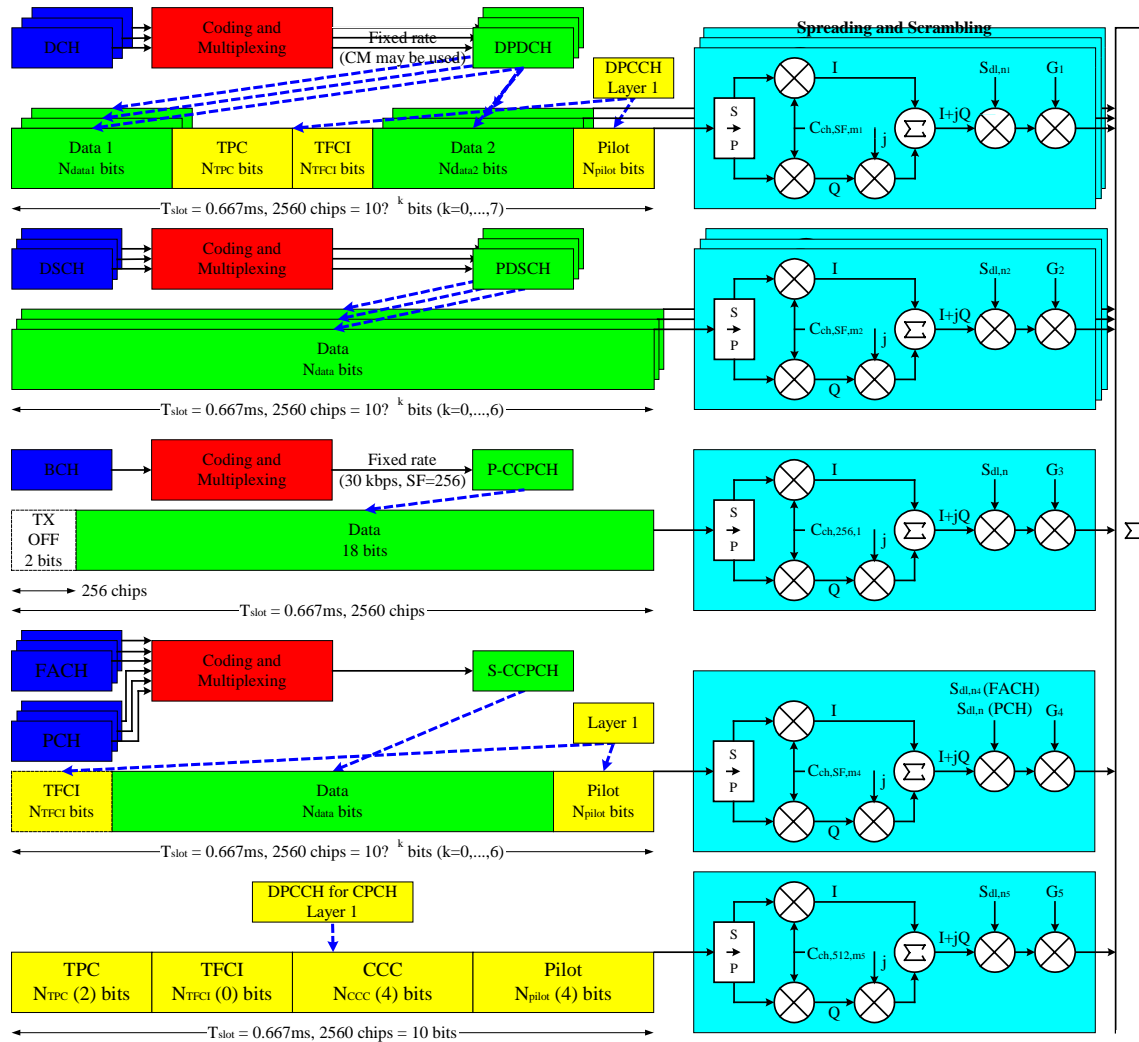 DCH
Coding and
Multiplexing
Fixed rate
(CM may be used)
DPDCH
DPCCH
Layer 1
Data 1
Ndata1 bits
TPC
NTPC bits
TFCI
NTFCI bits
Data 2
Ndata2 bits
Pilot
Npilot bits
Tslot = 0.667ms, 2560 chips = 10? k bits (k=0,...,7)
Spreading and Scrambling
S
P
I
Cch,SF,m1
j
Q
Σ
I+jQ
Sdl,n1
G1
DSCH
Coding and
Multiplexing
PDSCH
Data
Ndata bits
Tslot = 0.667ms, 2560 chips = 10? k bits (k=0,...,6)
S
P
I
Cch,SF,m2
j
Q
Σ
I+jQ
Sdl,n2
G2
BCH
Coding and
Multiplexing
Fixed rate
(30 kbps, SF=256)
P-CCPCH
TX
OFF
2 bits
Data
18 bits
256 chips
Tslot = 0.667ms, 2560 chips
S
P
I
Cch,256,1
j
Q
Σ
I+jQ
Sdl,n
G3
Σ
FACH
PCH
Coding and
Multiplexing
S-CCPCH
Layer 1
TFCI
NTFCI bits
Data
Ndata bits
Pilot
Npilot bits
Tslot = 0.667ms, 2560 chips = 10? k bits (k=0,...,6)
S
P
I
Cch,SF,m4
j
Q
Σ
I+jQ
Sdl,n4 (FACH)
Sdl,n (PCH)
G4
DPCCH for CPCH
Layer 1
TPC
NTPC (2) bits
TFCI
NTFCI (0) bits
CCC
NCCC (4) bits
Pilot
Npilot (4) bits
Tslot = 0.667ms, 2560 chips = 10 bits
S
P
I
Cch,512,m5
j
Q
Σ
I+jQ
Sdl,n5
G5